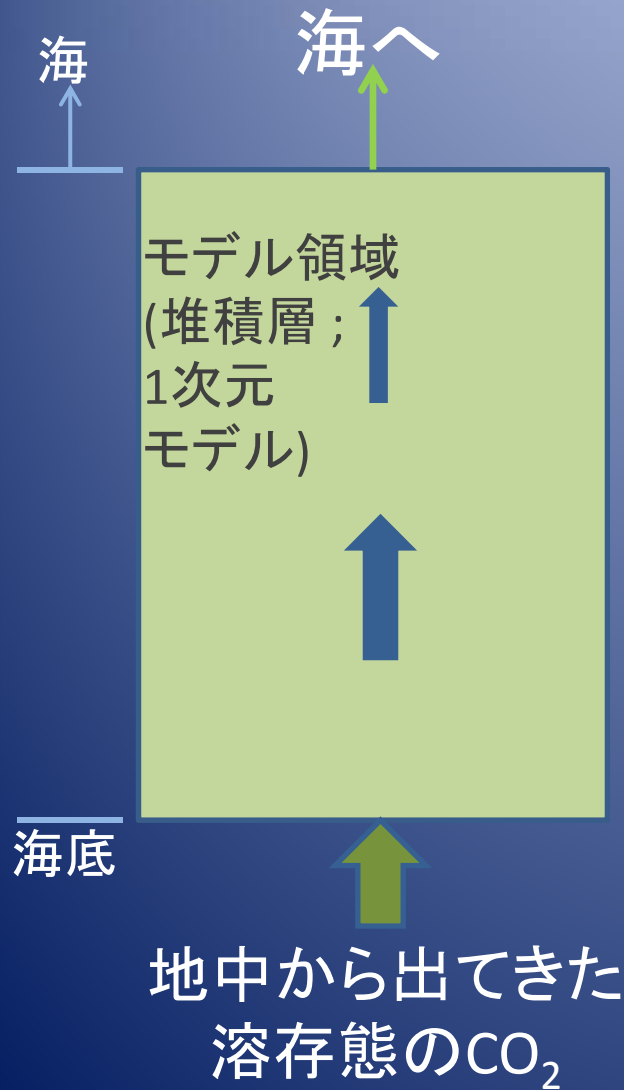 海
海へ
モデル領域
(堆積層;
1次元
モデル)
海底
地中から出てきた
溶存態のCO₂